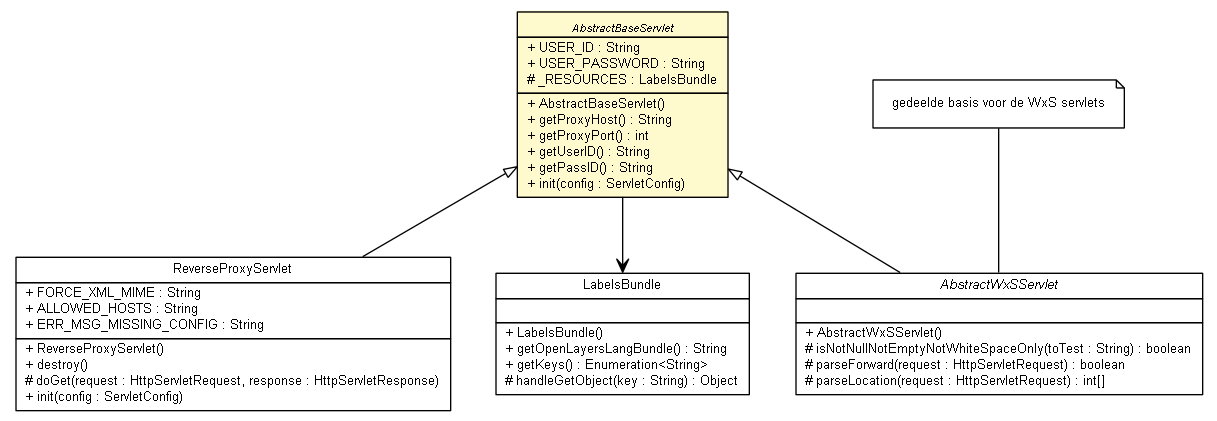 AbstractBaseServlet
+ USER_ID : String
+ USER_PASSWORD : String
# _RESOURCES : LabelsBundle
+ AbstractBaseServlet()
+ getProxyHost() : String
+ getProxyPort() : int
+ getUserID() : String
+ getPassID() : String
+ init(config : ServletConfig)
gedeelde basis voor de WxS servlets
ReverseProxyServlet
+ FORCE_XML_MIME : String
+ ALLOWED_HOSTS : String
+ ERR_MSG_MISSING_CONFIG : String
+ ReverseProxyServlet()
+ destroy()
# doGet(request : HttpServletRequest, response : HttpServletResponse)
+ init(config : ServletConfig)
LabelsBundle
+ LabelsBundle()
+ getOpenLayersLangBundle() : String
+ getKeys() : Enumeration<String>
# handleGetObject(key : String) : Object
AbstractWxSServlet
+ AbstractWxSServlet()
# isNotNullNotEmptyNotWhiteSpaceOnly(toTest : String) : boolean
# parseForward(request : HttpServletRequest) : boolean
# parseLocation(request : HttpServletRequest) : int[]